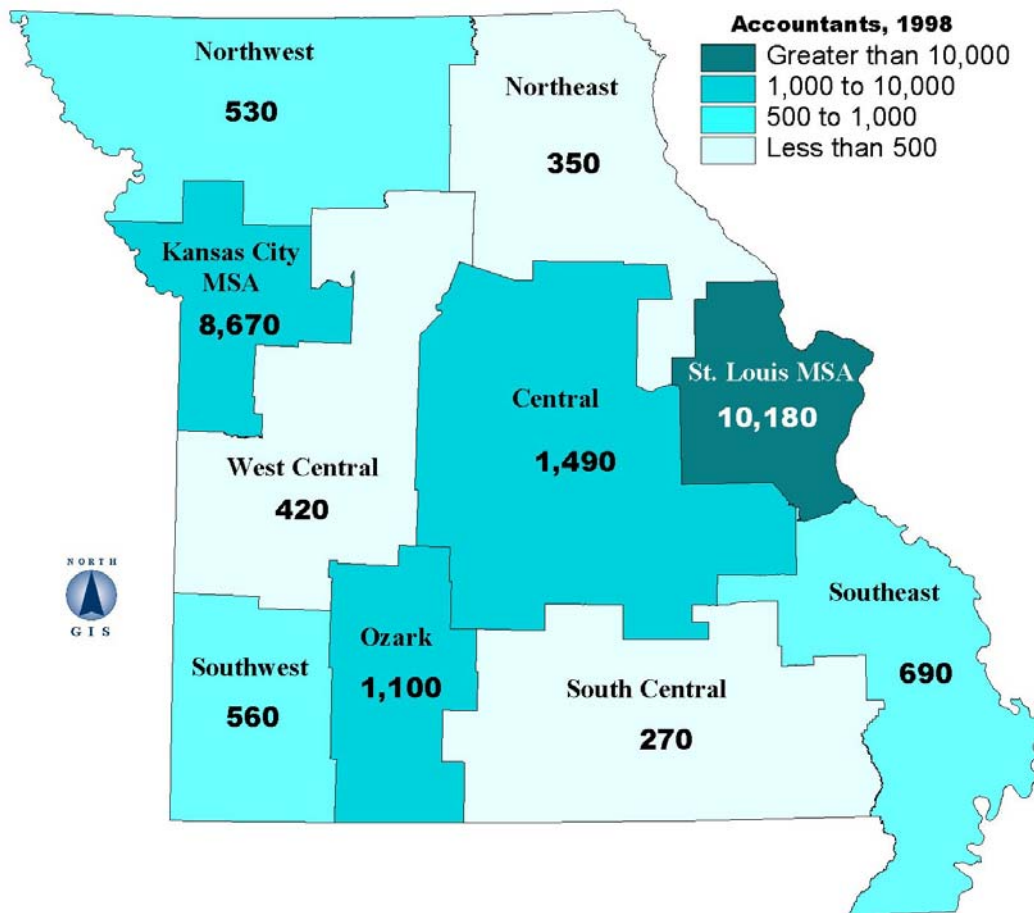 Accountants, 1998
Greater than 10,000
1,000 to 10,000
500 to 1,000
Less than 500
Northwest
530
Northeast
350
Kansas City
MSA
8,670
St. Louis MSA
10,180
Central
1,490
West Central
420
NORTH
GIS
Southeast
690
Southwest
560
Ozark
1,100
South Central
270